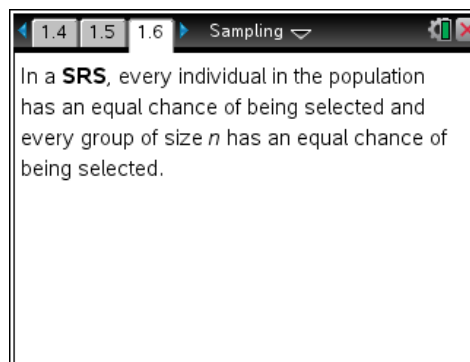 1.4 1.5 1.6 Sampling
In a SRS, every individual in the population
has an equal chance of being selected and
every group of size n has an equal chance of
being selected.